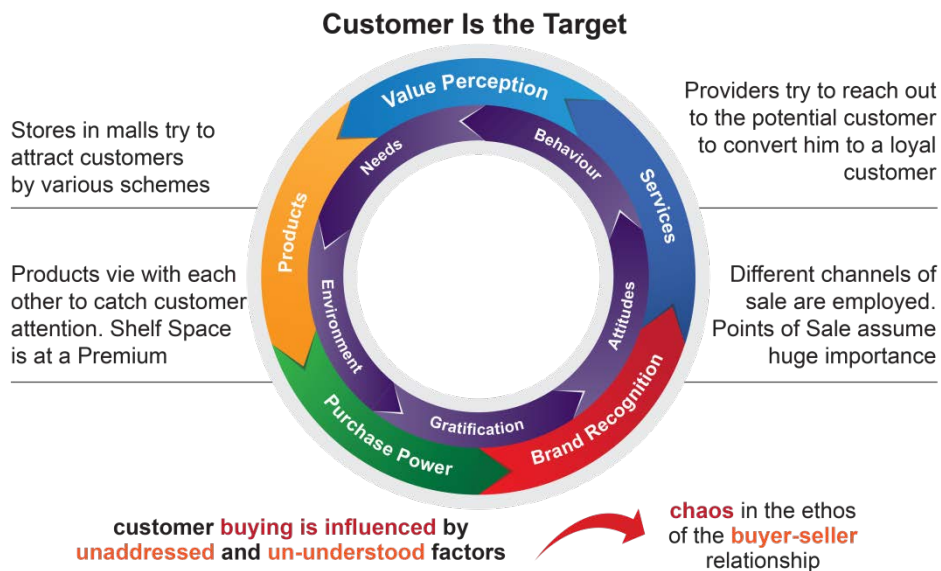 Customer Is the Target
Stores in malls try to
attract customers
by various schemes
Products vie with each
other to catch customer
attention. Shelf Space
is at a Premium
Value Perception
Services
Brand Recognition
Purchase Power
Products
Needs
Behaviour
Attitudes
Gratification
Environment
Providers try to reach out
to the potential customer
to convert him to a loyal
customer
Different channels of
sale are employed.
Points of Sale assume
huge importance
customer buying is influenced by
unaddressed and un-understood factors
chaos in the ethos
of the buyer-seller
relationship